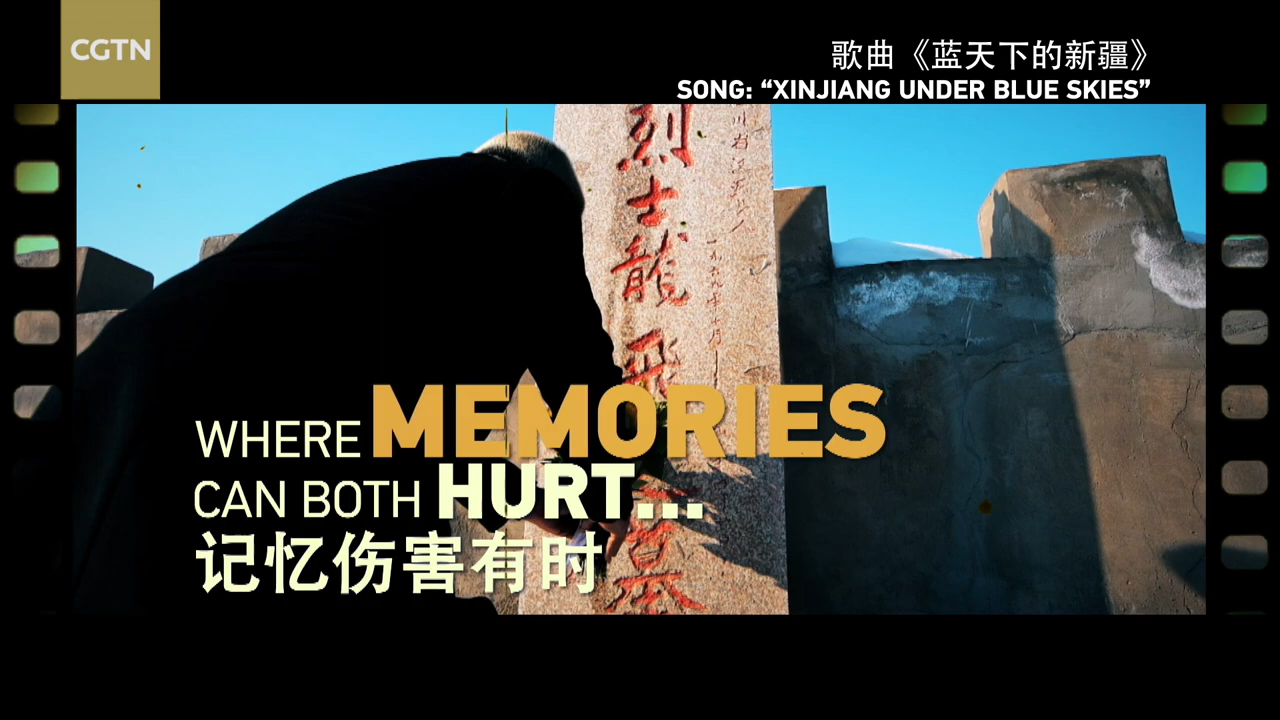 CGTN
歌曲《蓝天下的新疆》
SONG: “XINJIANG UNDER BLUE SKIES”
烈士龍飛
WHERE MEMORIES
CAN BOTH HURT...
记忆伤害有时